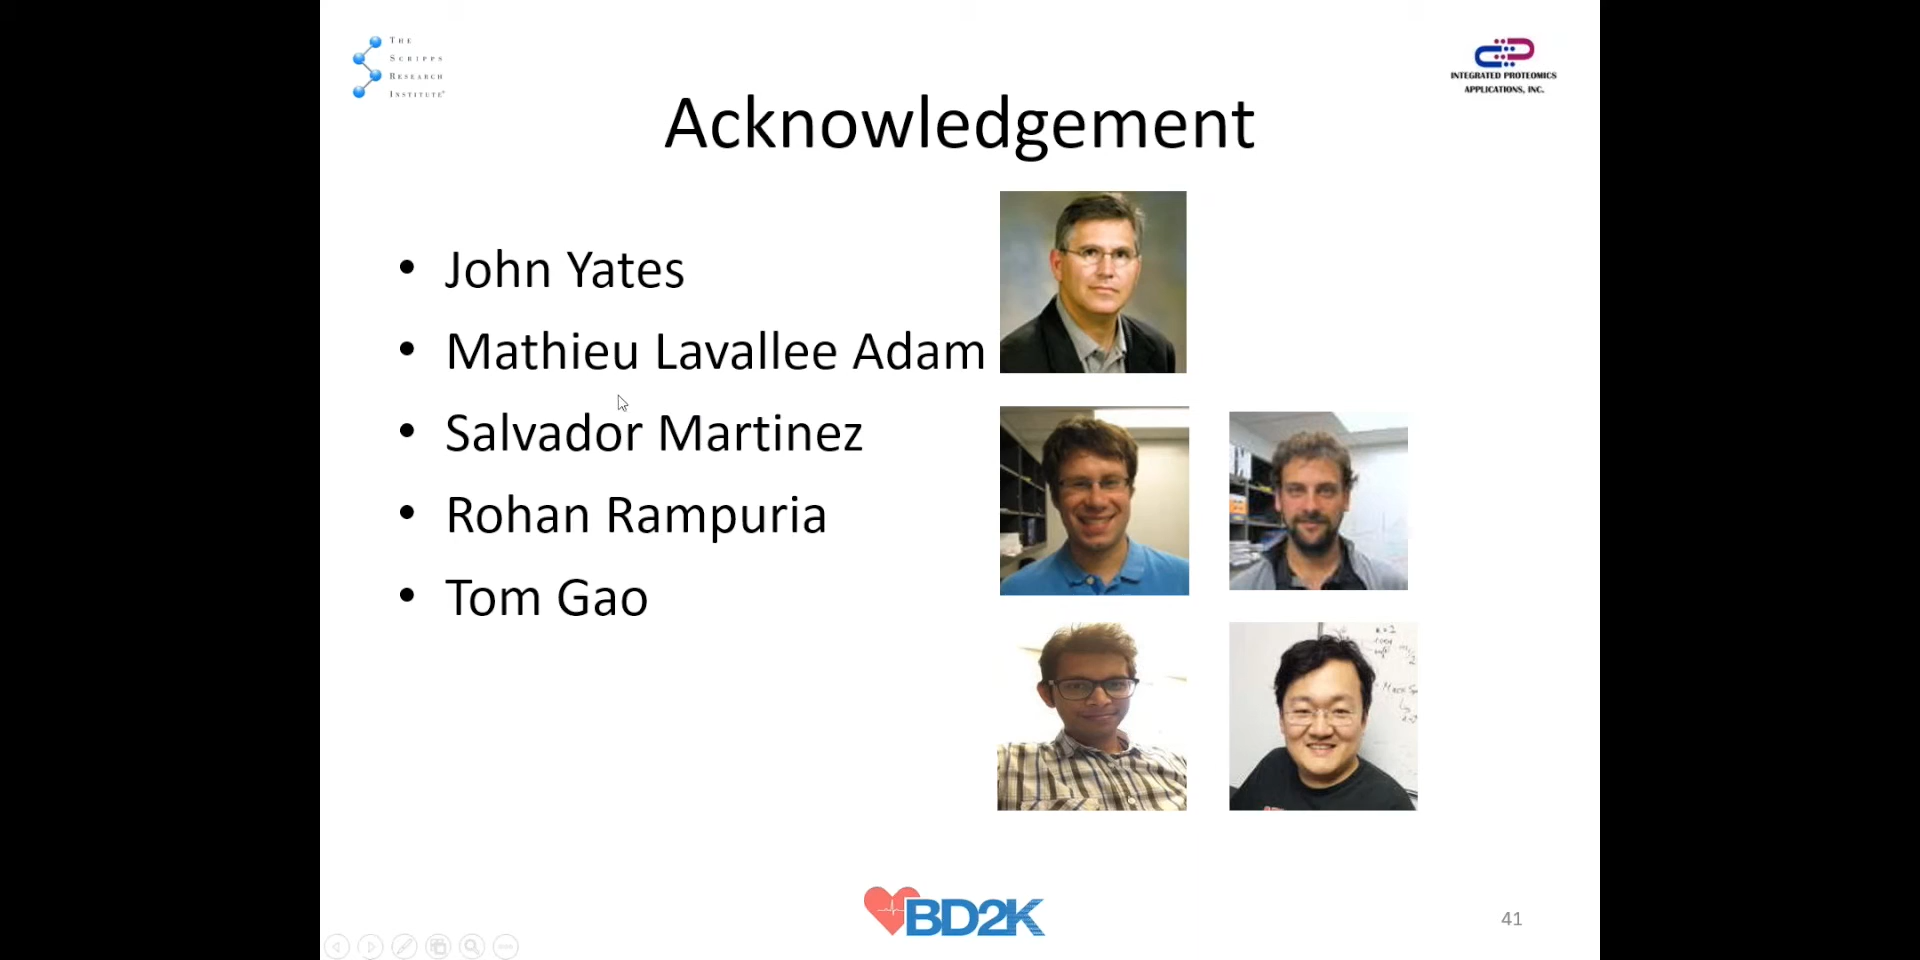 THE
SCRIPPS
RESEARCH
INSTITUTE®
INTEGRATED PROTEOMICS
APPLICATIONS, INC.
Acknowledgement
• John Yates
• Mathieu Lavallee Adam
• Salvador Martinez
• Rohan Rampuria
• Tom Gao
BD2K
41